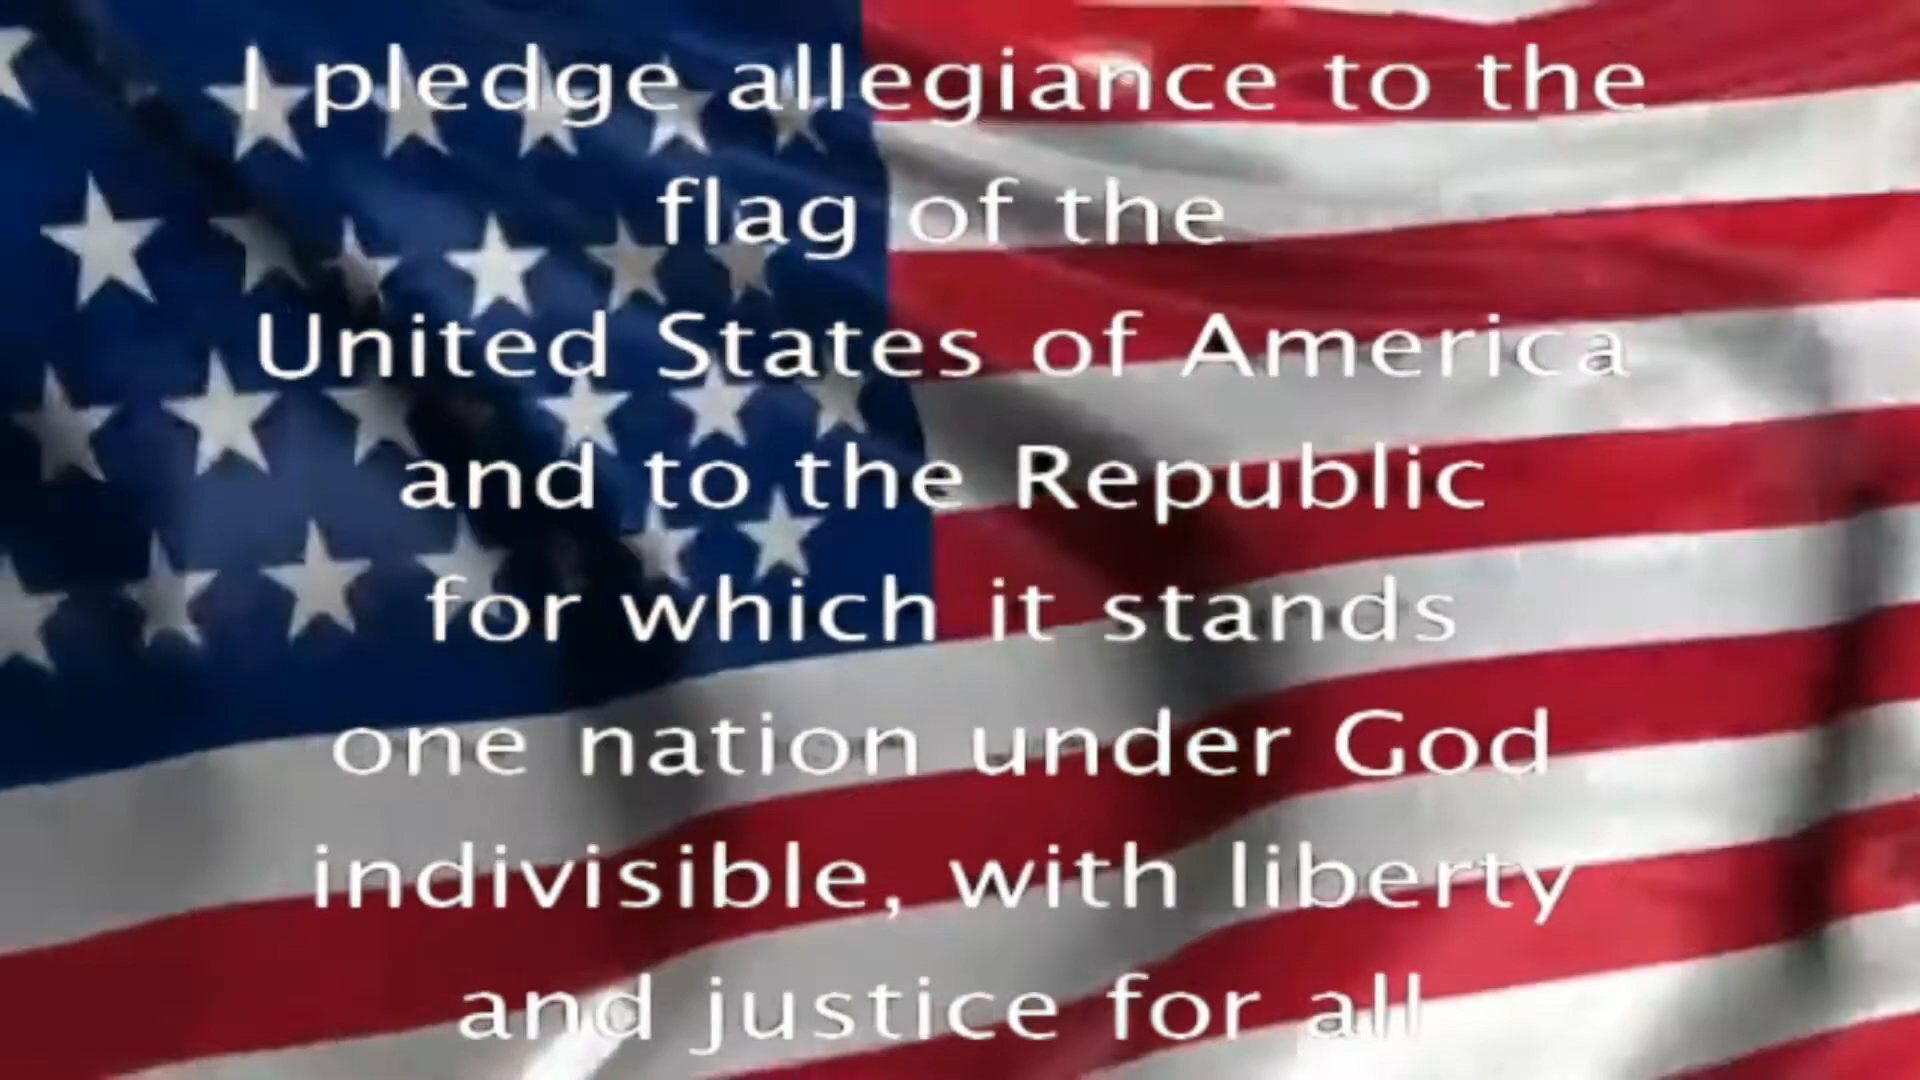 I pledge allegiance to the
flag of the
United States of America
and to the Republic
for which it stands
one nation under God
indivisible, with liberty
and justice for all